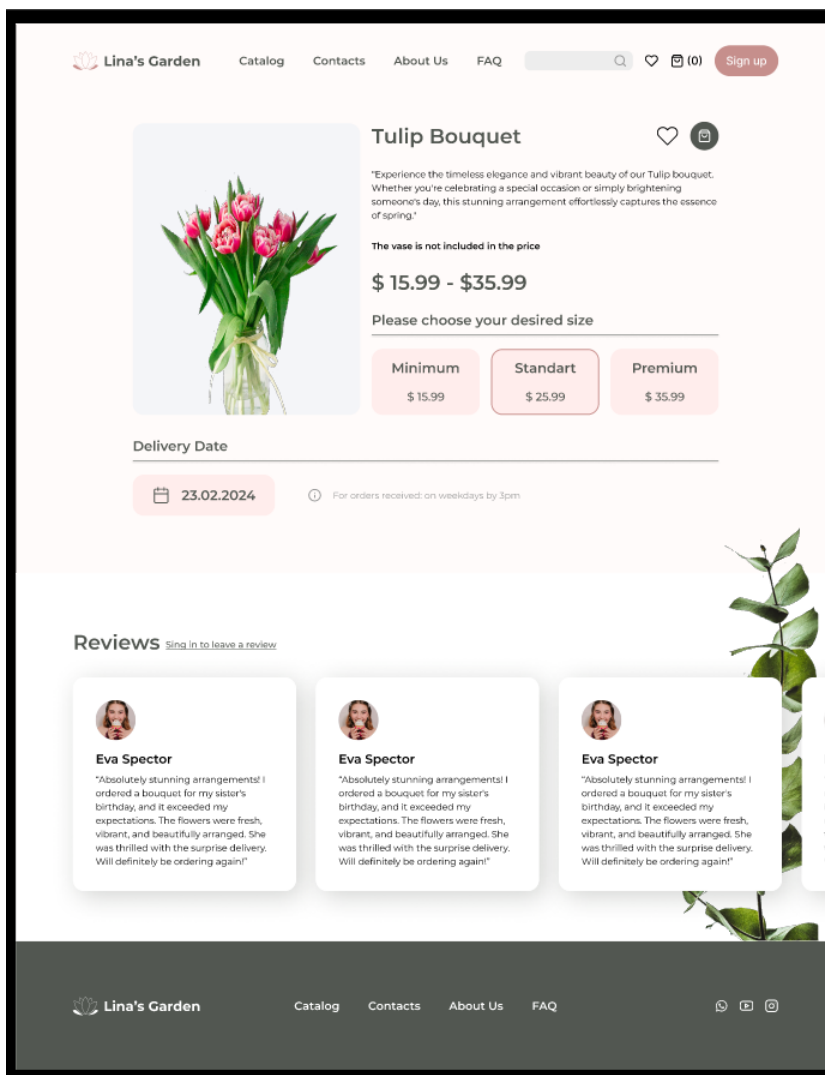 Lina's Garden
Catalog
Contacts
About Us
FAQ
(0)
Sign up
Tulip Bouquet
"Experience the timeless elegance and vibrant beauty of our Tulip bouquet.
Whether you're celebrating a special occasion or simply brightening
someone's day, this stunning arrangement effortlessly captures the essence
of spring."
The vase is not included in the price
$ 15.99 - $35.99
Please choose your desired size
Minimum
$ 15.99
Standart
$ 25.99
Premium
$ 35.99
Delivery Date
23.02.2024
For orders received: on weekdays by 3pm
Reviews
Sing in to leave a review
Eva Spector
"Absolutely stunning arrangements! I
ordered a bouquet for my sister's
birthday, and it exceeded my
expectations. The flowers were fresh,
vibrant, and beautifully arranged. She
was thrilled with the surprise delivery.
Will definitely be ordering again!"
Eva Spector
"Absolutely stunning arrangements! I
ordered a bouquet for my sister's
birthday, and it exceeded my
expectations. The flowers were fresh,
vibrant, and beautifully arranged. She
was thrilled with the surprise delivery.
Will definitely be ordering again!"
Eva Spector
"Absolutely stunning arrangements! I
ordered a bouquet for my sister's
birthday, and it exceeded my
expectations. The flowers were fresh,
vibrant, and beautifully arranged. She
was thrilled with the surprise delivery.
Will definitely be ordering again!"
Lina's Garden
Catalog
Contacts
About Us
FAQ